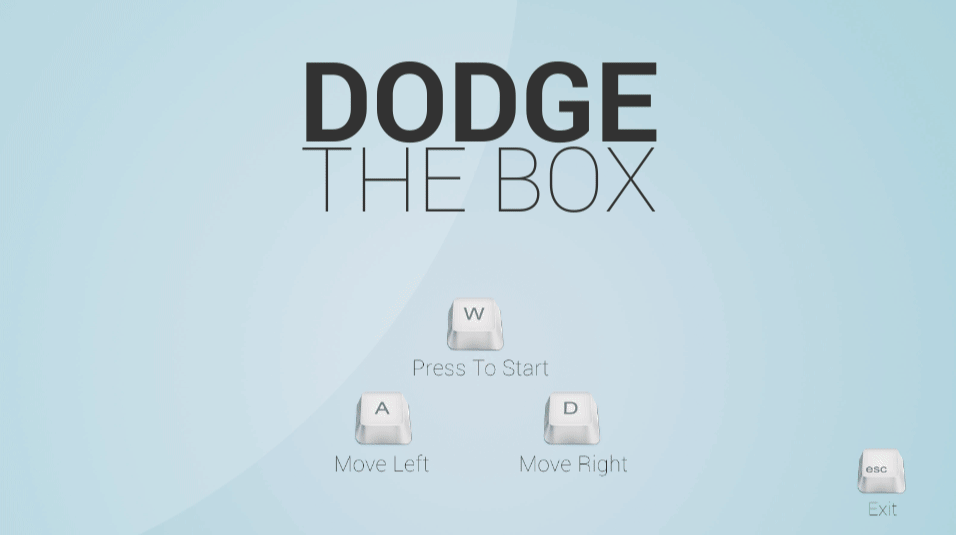 DODGE
THE BOX
W
Press To Start
A
D
Move Left
Move Right
esc
Exit